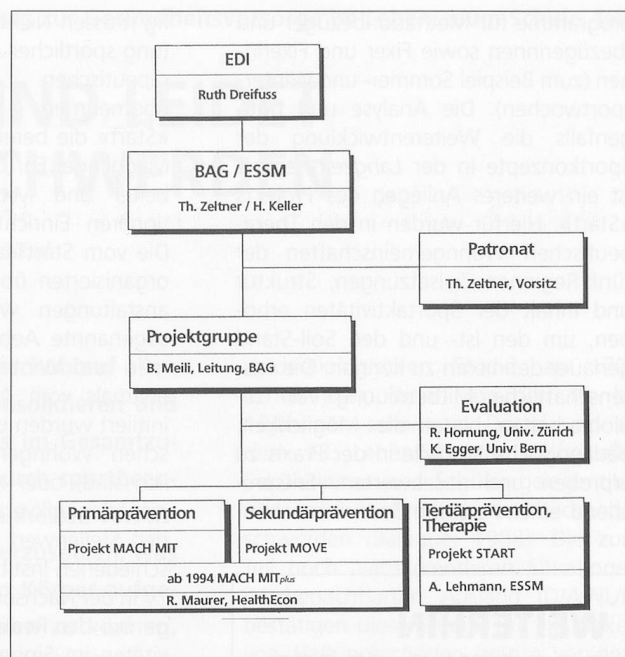 EDI
Ruth Dreifuss
BAG / ESSM
Th. Zeltner / H. Keller
Patronat
Th. Zeltner, Vorsitz
Projektgruppe
B. Meili, Leitung, BAG
Evaluation
R. Hornung, Univ. Zürich
K. Egger, Univ. Bern
Primärprävention
Projekt MACH MIT
Sekundärprävention
Projekt MOVE
ab 1994 MACH MITplus
R. Maurer, HealthEcon
Tertiärprävention,
Therapie
Projekt START
A. Lehmann, ESSM